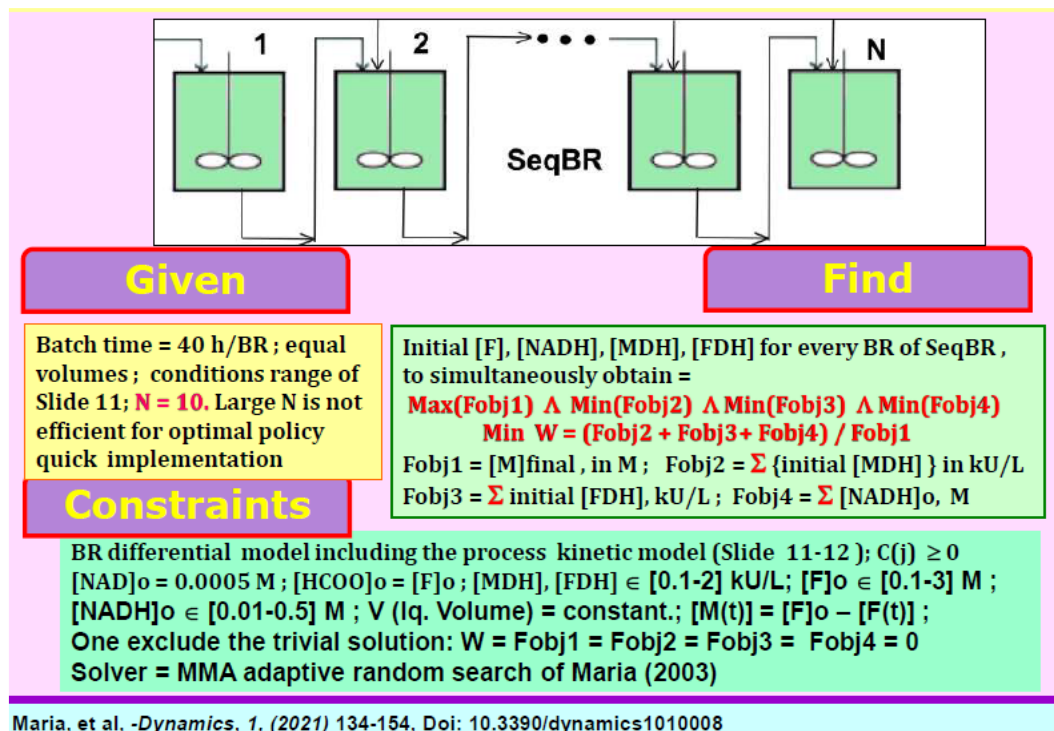 1
2
N
SeqBR
Given
Find
Batch time = 40 h/BR ; equal
volumes ; conditions range of
Slide 11; N = 10. Large N is not
efficient for optimal policy
quick implementation
Initial [F], [NADH], [MDH], [FDH] for every BR of SeqBR ,
to simultaneously obtain =
Max(Fobj1) Λ Min(Fobj2) Λ Min(Fobj3) Λ Min(Fobj4)
Min W = (Fobj2 + Fobj3+ Fobj4) / Fobj1
Fobj1 = [M]final , in M ; Fobj2 = Σ {initial [MDH] } in kU/L
Fobj3 = Σ initial [FDH], kU/L ; Fobj4 = Σ [NADH]o, M
Constraints
BR differential model including the process kinetic model (Slide 11-12 ); C(j) ≥ 0
[NAD]o = 0.0005 M ; [HCOO]o = [F]o ; [MDH], [FDH] ∈ [0.1-2] kU/L; [F]o ∈ [0.1-3] M ;
[NADH]o ∈ [0.01-0.5] M ; V (lq. Volume) = constant.; [M(t)] = [F]o – [F(t)] ;
One exclude the trivial solution: W = Fobj1 = Fobj2 = Fobj3 = Fobj4 = 0
Solver = MMA adaptive random search of Maria (2003)
Maria, et al, -Dynamics, 1, (2021) 134-154, Doi: 10.3390/dynamics1010008